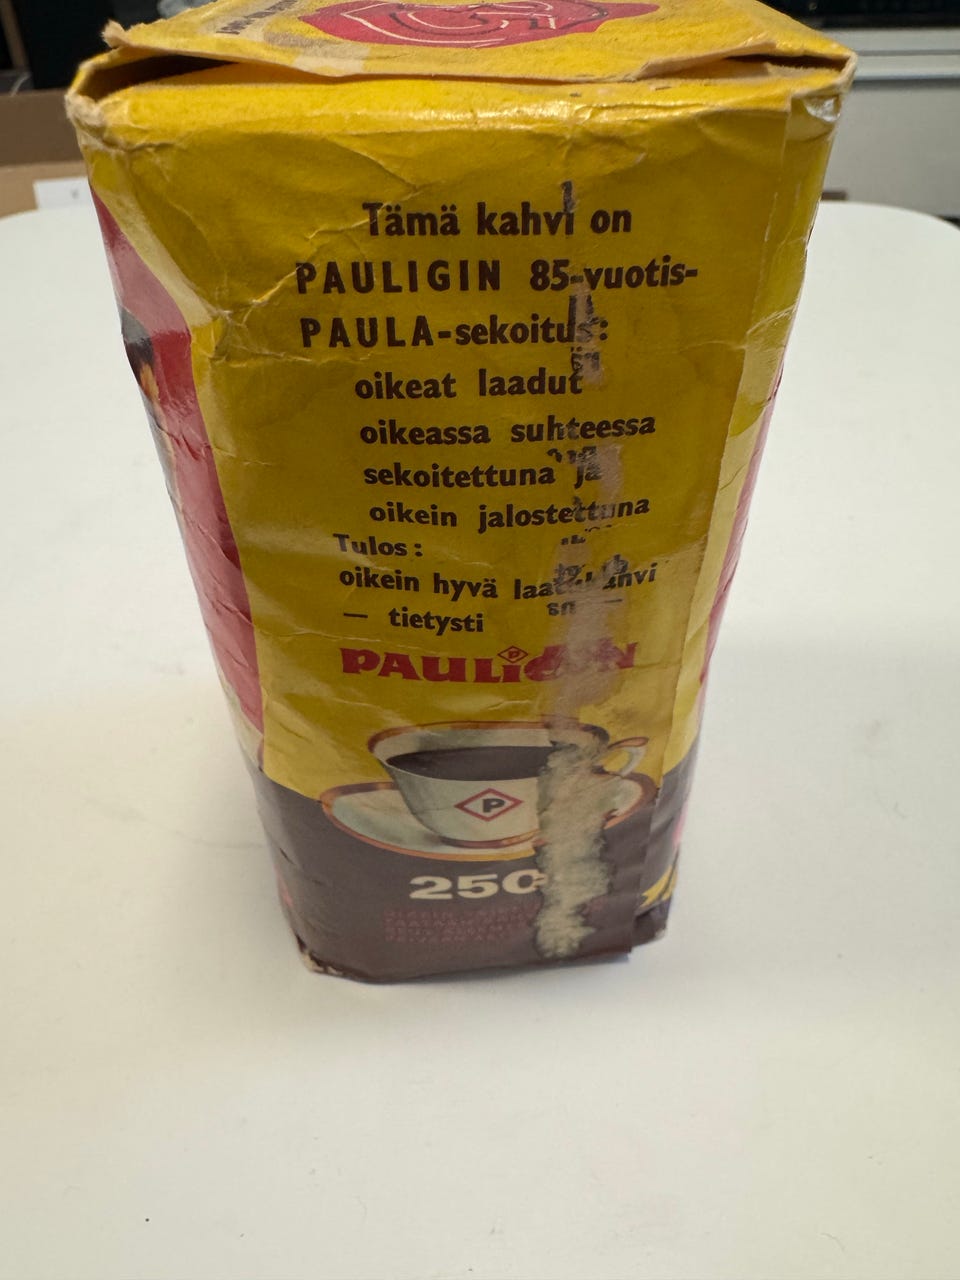 Tämä kahvi on
PAULIGIN 85-vuotis-
PAULA-sekoitus:
oikeat laadut
oikeassa suhteessa
sekoitettuna ja
oikein jalostettuna
Tulos:
oikein hyvä laatukahvi
— tietysti
PAULIGIN
P
250